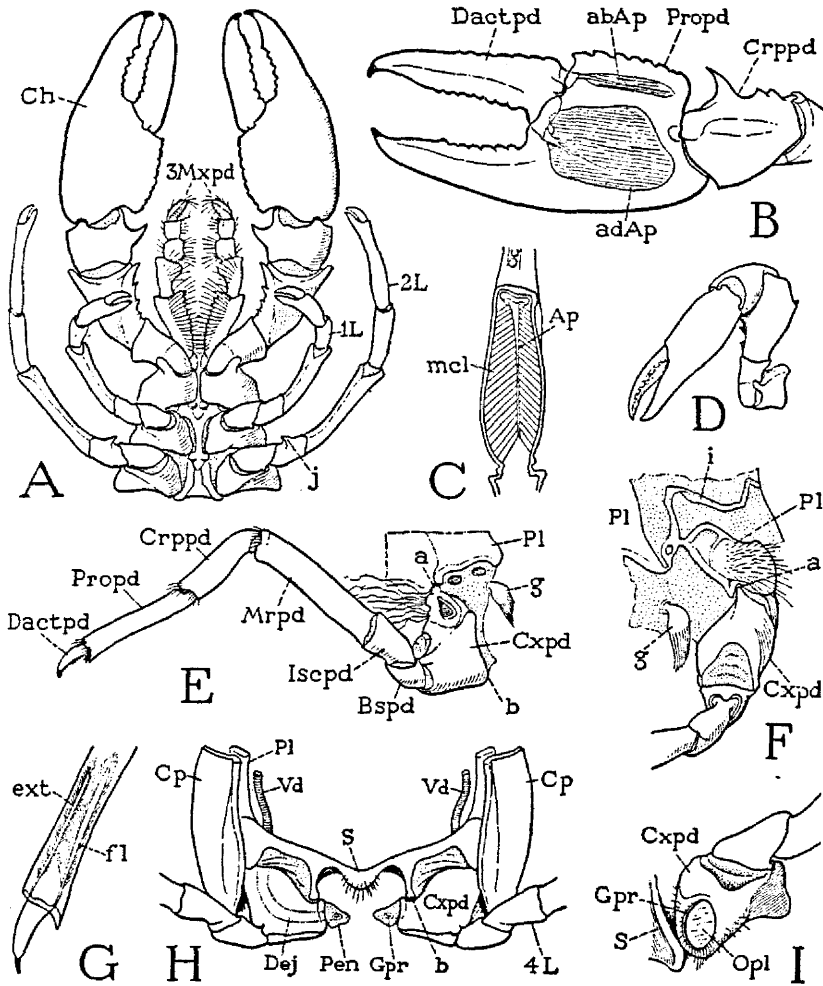 Ch
3Mxpd
2L
1L
j
A
Dactpd
abAp
Propd
Crppd
adAp
B
Ap
mcl
C
D
i
Pl
Pl
a
g
Cxpd
F
Crppd
Propd
Dactpd
Mrpd
Iscpd
Bspd
a
Pl
g
Cxpd
b
E
ext
fl
G
Cp
Pl
Vd
S
Vd
Cp
Cxpd
Dej
Pen
Gpr
b
4L
H
Cxpd
Gpr
S
Opl
I